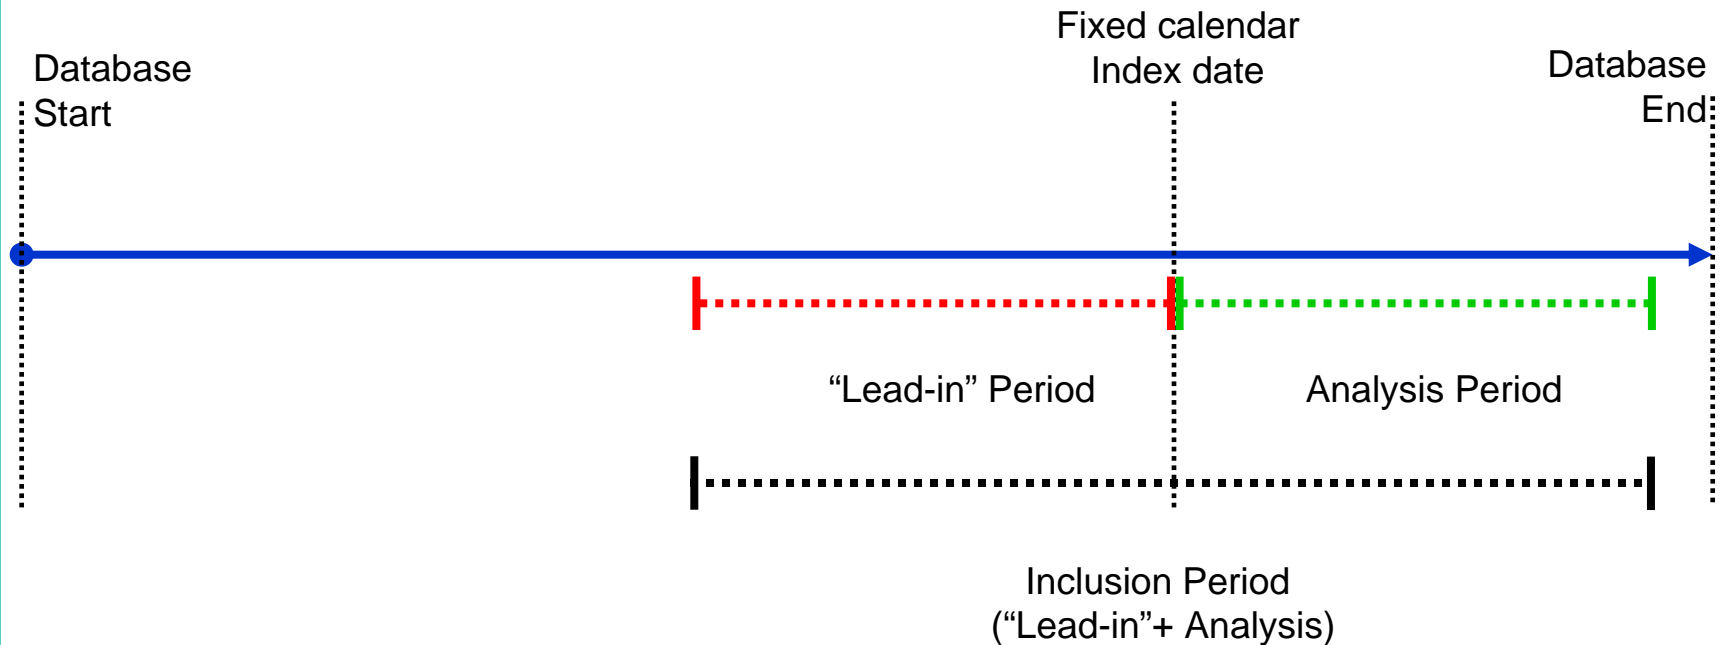 Database
Start
Fixed calendar
Index date
Database
End
“Lead-in” Period
Analysis Period
Inclusion Period
(“Lead-in”+ Analysis)